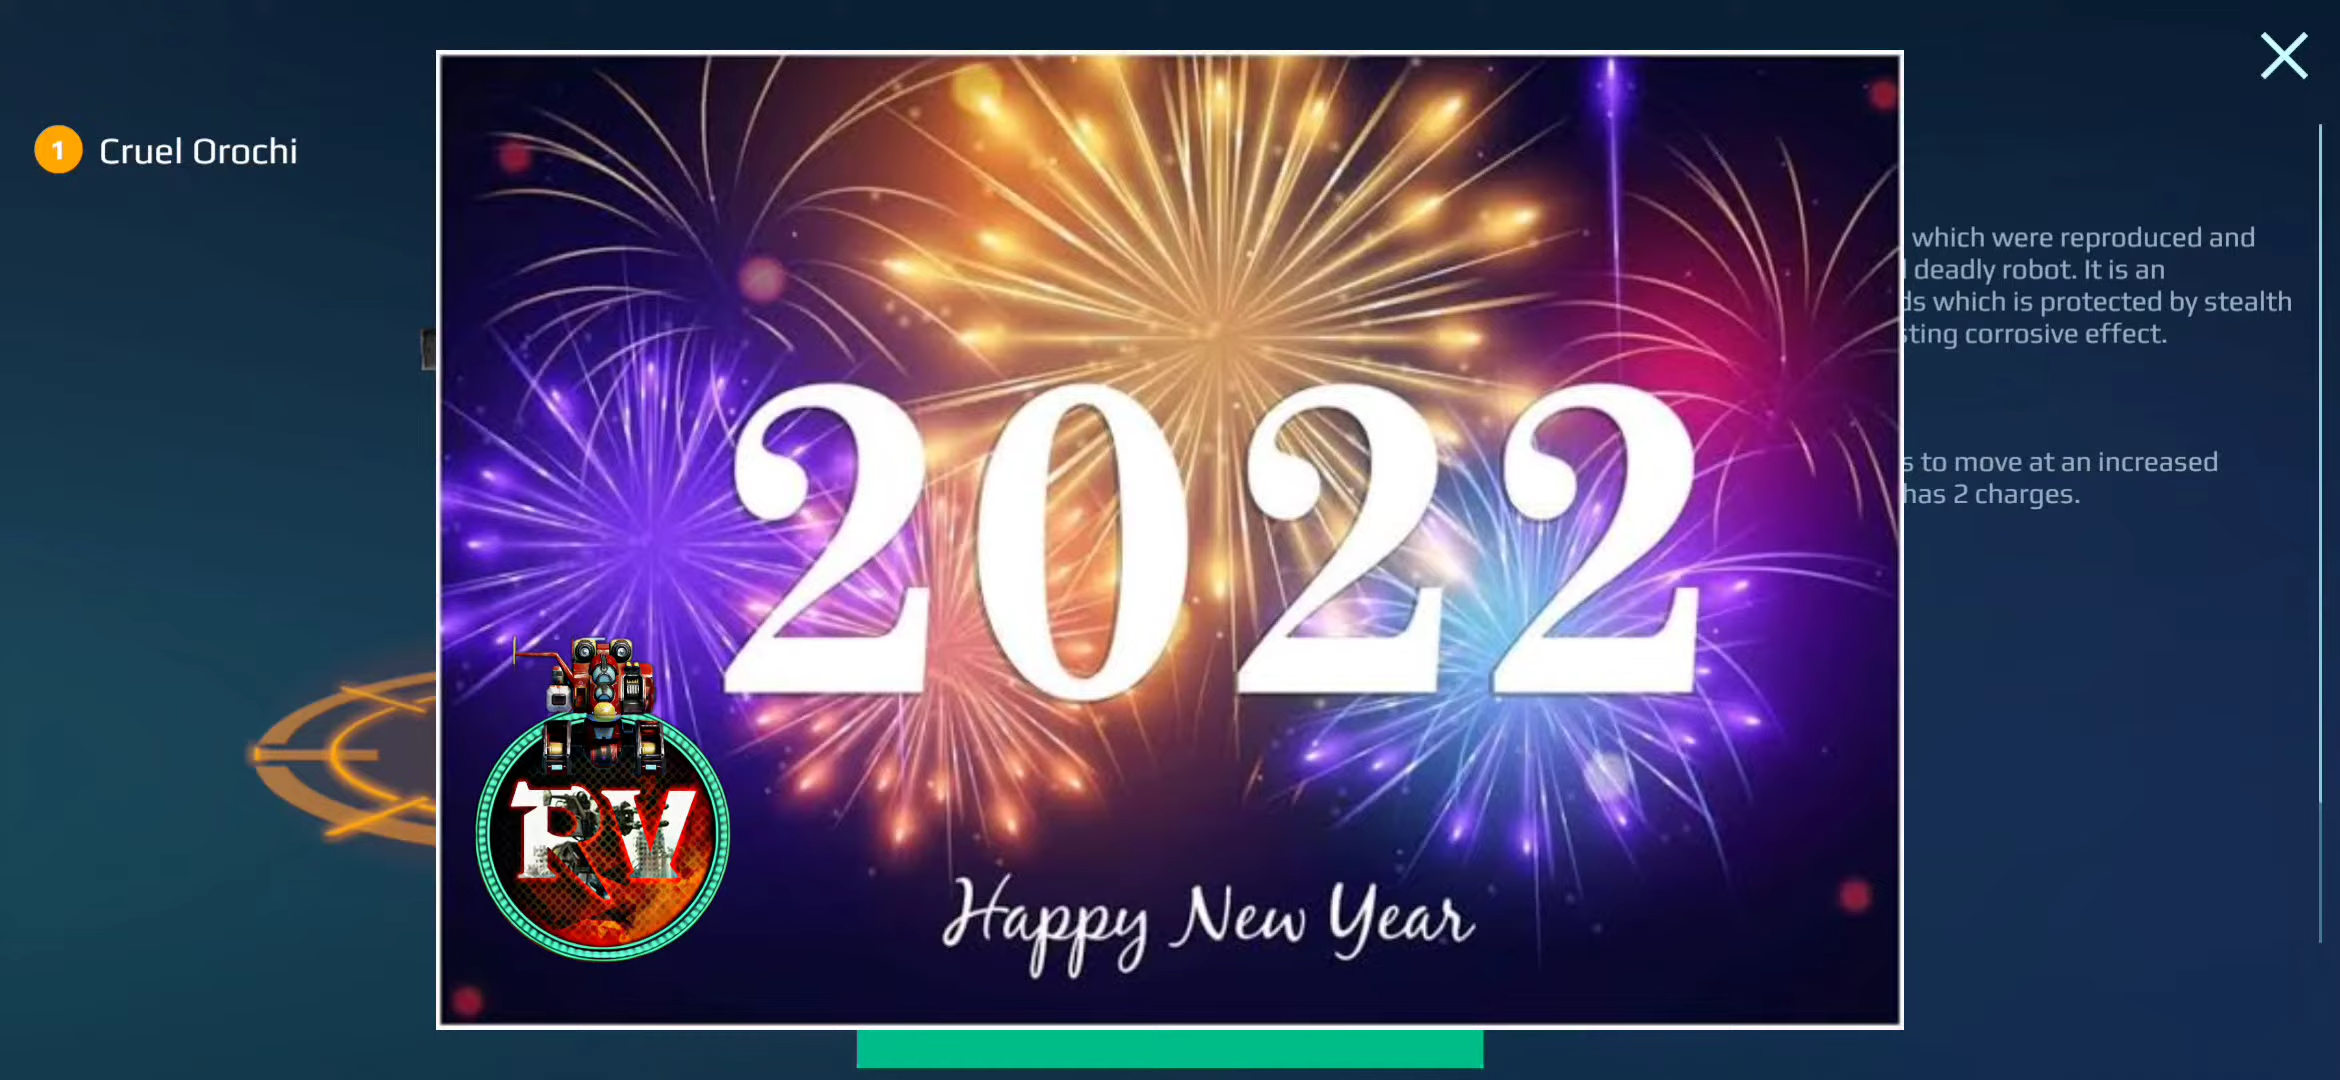 1 Cruel Orochi
which were reproduced and
deadly robot. It is an
which is protected by stealth
corrosive effect.
to move at an increased
has 2 charges.
2022
RV
Happy New Year